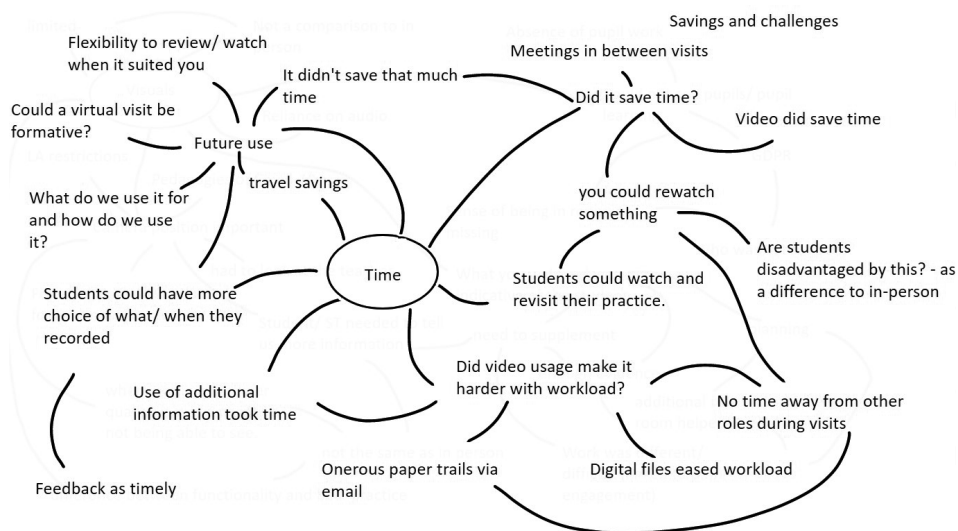 Savings and challenges
Flexibility to review/ watch
when it suited you
Meetings in between visits
It didn't save that much
time
Did it save time?
Could a virtual visit be
formative?
Video did save time
Future use
travel savings
What do we use it for
and how do we use
it?
you could rewatch
something
Are students
disadvantaged by this? - as
a difference to in-person
Time
Students could watch and
revisit their practice.
Students could have more
choice of what/ when they
recorded
Did video usage make it
harder with workload?
Use of additional
information took time
No time away from other
roles during visits
Onerous paper trails via
email
Digital files eased workload
Feedback as timely